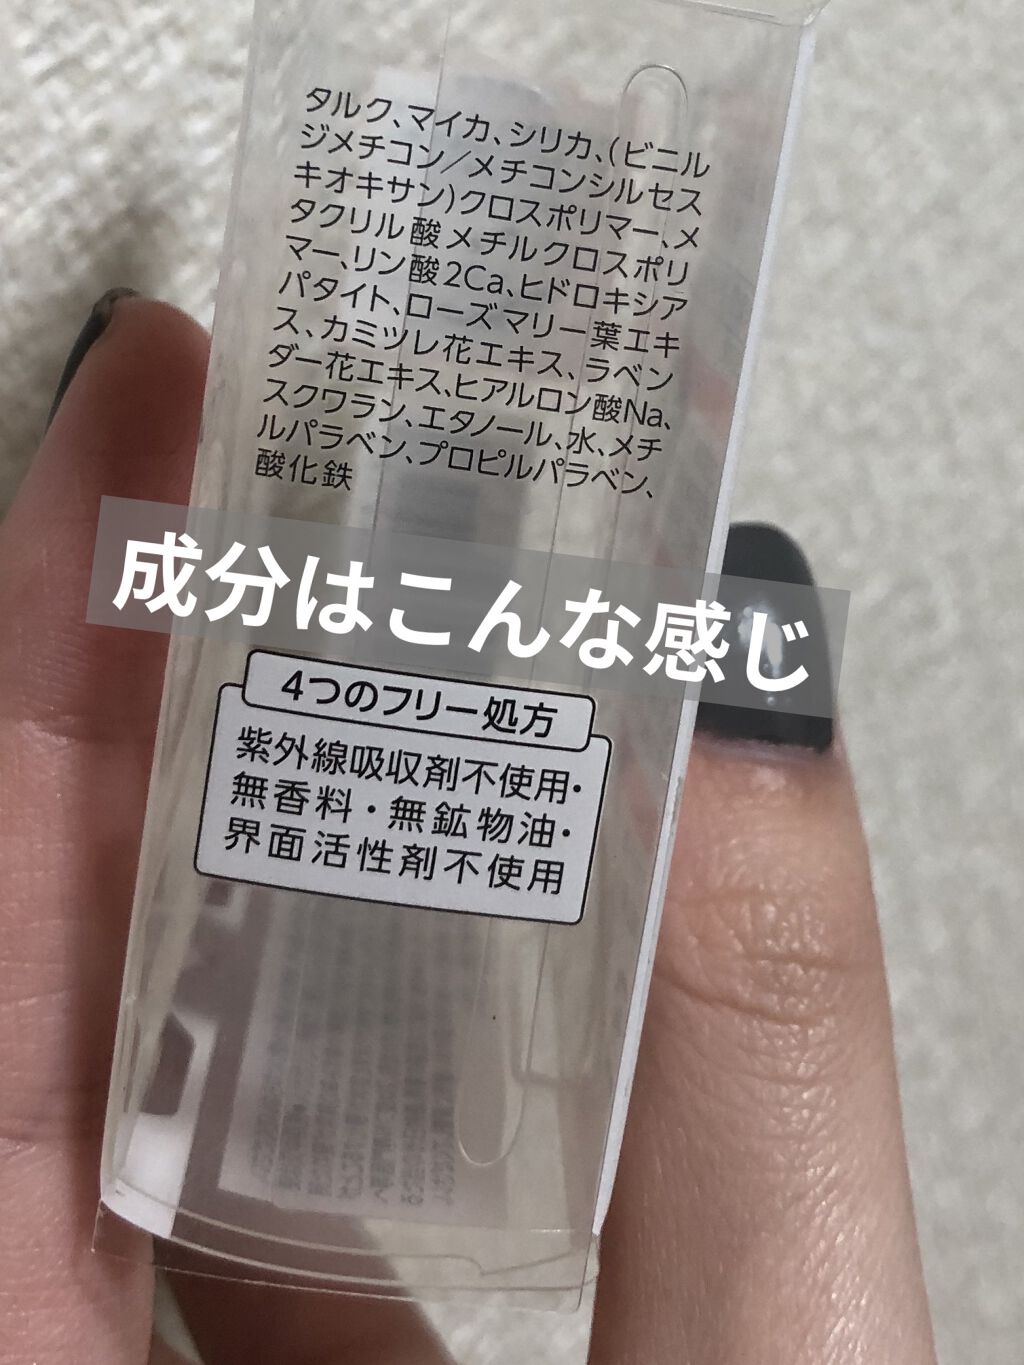 タルク、マイカ、シリカ、(ビニル
ジメチコン／メチコンシルセス
キオキサン)クロスポリマー、メ
タクリル酸メチルクロスポリ
マー、リン酸2Ca、ヒドロキシア
パタイト、ローズマリー葉エキ
ス、カミツレ花エキス、ラベン
ダー花エキス、ヒアルロン酸Na、
スクワラン、エタノール、水、メチ
ルパラベン、プロピルパラベン、
酸化鉄
成分はこんな感じ
4つのフリー処方
紫外線吸収剤不使用・
無香料・無鉱物油・
界面活性剤不使用